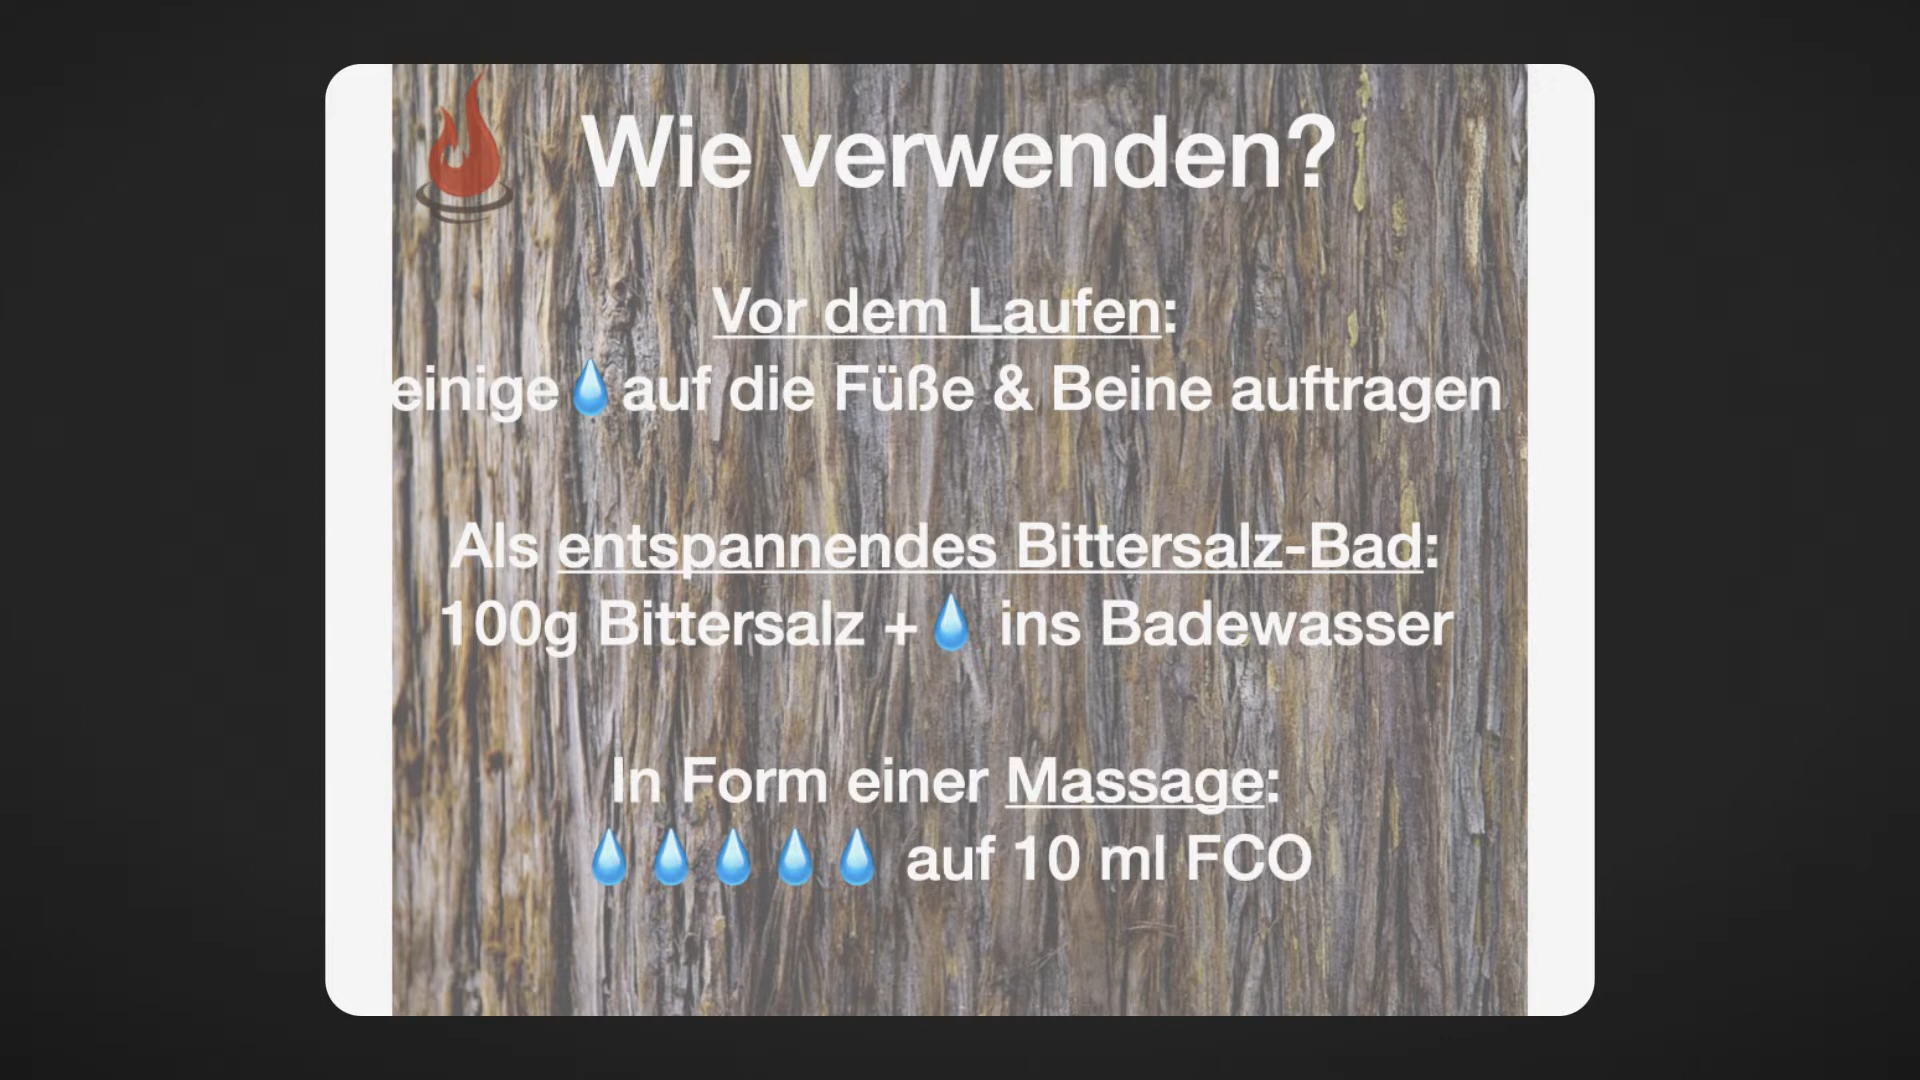 Wie verwenden?
Vor dem Laufen:
einige💧auf die Füße & Beine auftragen
Als entspannendes Bittersalz-Bad:
100g Bittersalz +💧 ins Badewasser
In Form einer Massage:
💧💧💧💧💧 auf 10 ml FCO